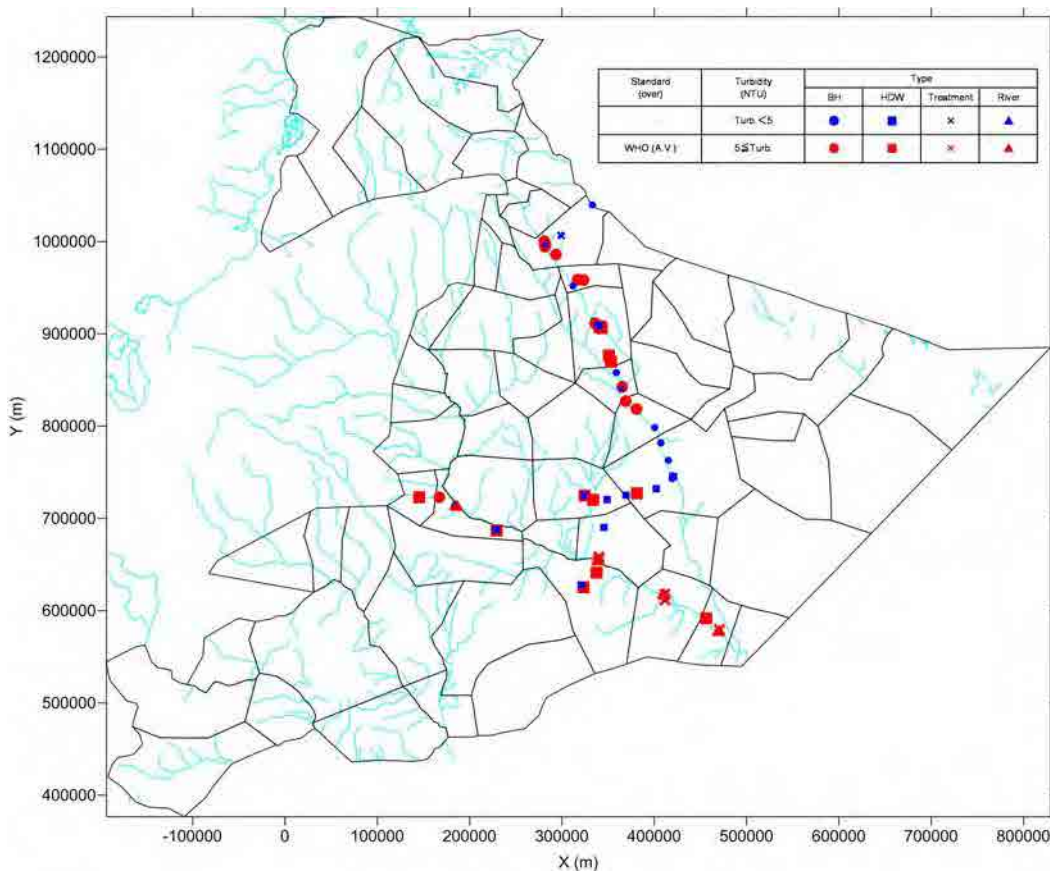 1200000
1100000
1000000
900000
800000
700000
600000
500000
400000
Y (m)
Standard (over) Turbidity (NTU) Type
BH HDW Treatment River
Turb.<5
WHO (A.V.) 5≦Turb.
-100000 0 100000 200000 300000 400000 500000 600000 700000 800000
X (m)